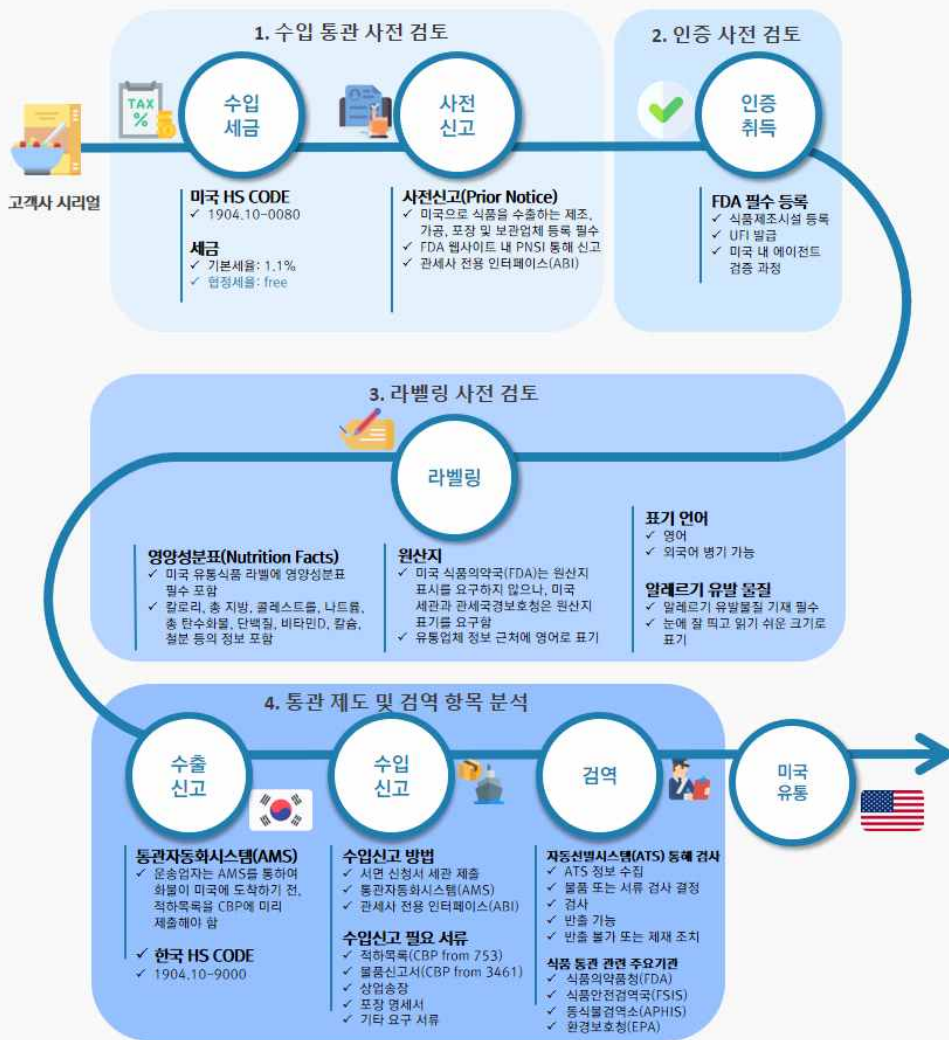 1. 수입 통관 사전 검토
2. 인증 사전 검토
TAX
%
수입
세금
사전
신고
인증
취득
고객사 시리얼
미국 HS CODE
✓ 1904.10-0080
세금
✓ 기본세율: 1.1%
✓ 협정세율: free
사전신고(Prior Notice)
✓ 미국으로 식품을 수출하는 제조,
가공, 포장 및 보관업체 등록 필수
✓ FDA 웹사이트 내 PNSI 통해 신고
✓ 관세사 전용 인터페이스(ABI)
FDA 필수 등록
✓ 식품제조시설 등록
✓ UFI 발급
✓ 미국 내 에이전트
검증 과정
3. 라벨링 사전 검토
라벨링
영양성분표(Nutrition Facts)
✓ 미국 유통식품 라벨에 영양성분표
필수 포함
✓ 칼로리, 총 지방, 콜레스트롤, 나트륨,
총 탄수화물, 단백질, 비타민D, 칼슘,
철분 등의 정보 포함
원산지
✓ 미국 식품의약국(FDA)는 원산지
표시를 요구하지 않으나, 미국
세관과 관세국경보호청은 원산지
표기를 요구함
✓ 유통업체 정보 근처에 영어로 표기
표기 언어
✓ 영어
✓ 외국어 병기 가능
알레르기 유발 물질
✓ 알레르기 유발물질 기재 필수
✓ 눈에 잘 띄고 읽기 쉬운 크기로
표기
4. 통관 제도 및 검역 항목 분석
수출
신고
수입
신고
검역
미국
유통
통관자동화시스템(AMS)
✓ 운송업자는 AMS를 통하여
화물이 미국에 도착하기 전,
적하목록을 CBP에 미리
제출해야 함
✓ 한국 HS CODE
✓ 1904.10-9000
수입신고 방법
✓ 서면 신청서 세관 제출
✓ 통관자동화시스템(AMS)
✓ 관세사 전용 인터페이스(ABI)
수입신고 필요 서류
✓ 적하목록(CBP from 753)
✓ 물품신고서(CBP from 3461)
✓ 상업송장
✓ 포장 명세서
✓ 기타 요구 서류
자동선별시스템(ATS) 통해 검사
✓ ATS 정보 수집
✓ 물품 또는 서류 검사 결정
✓ 검사
✓ 반출 가능
✓ 반출 불가 또는 제재 조치
식품 통관 관련 주요기관
✓ 식품의약품청(FDA)
✓ 식품안전검역국(FSIS)
✓ 동식물검역소(APHIS)
✓ 환경보호청(EPA)